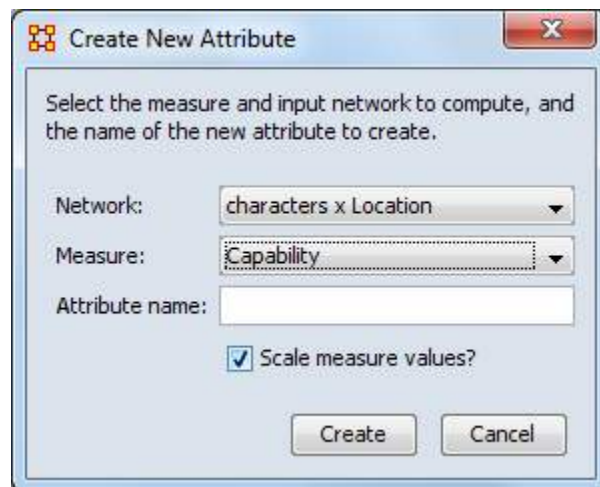 Create New Attribute
Select the measure and input network to compute, and
the name of the new attribute to create.
Network: characters x Location
Measure: Capability
Attribute name:
Scale measure values?
Create Cancel